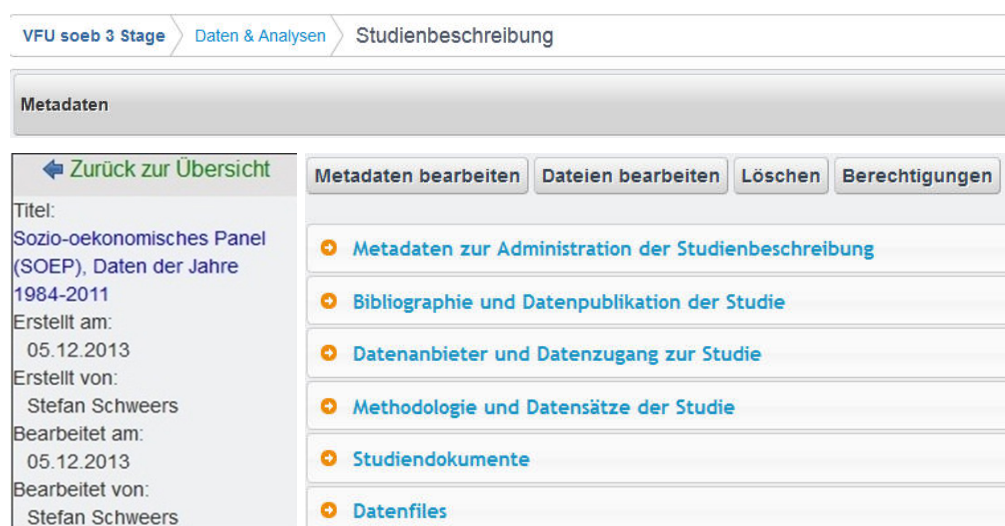 VFU soeb 3 Stage Daten & Analysen Studienbeschreibung
Metadaten
Zurück zur Übersicht
Titel:
Sozio-oekonomisches Panel
(SOEP), Daten der Jahre
1984-2011
Erstellt am:
05.12.2013
Erstellt von:
Stefan Schweers
Bearbeitet am:
05.12.2013
Bearbeitet von:
Stefan Schweers
Metadaten bearbeiten Dateien bearbeiten Löschen Berechtigungen
Metadaten zur Administration der Studienbeschreibung
Bibliographie und Datenpublikation der Studie
Datenanbieter und Datenzugang zur Studie
Methodologie und Datensätze der Studie
Studiendokumente
Datenfiles